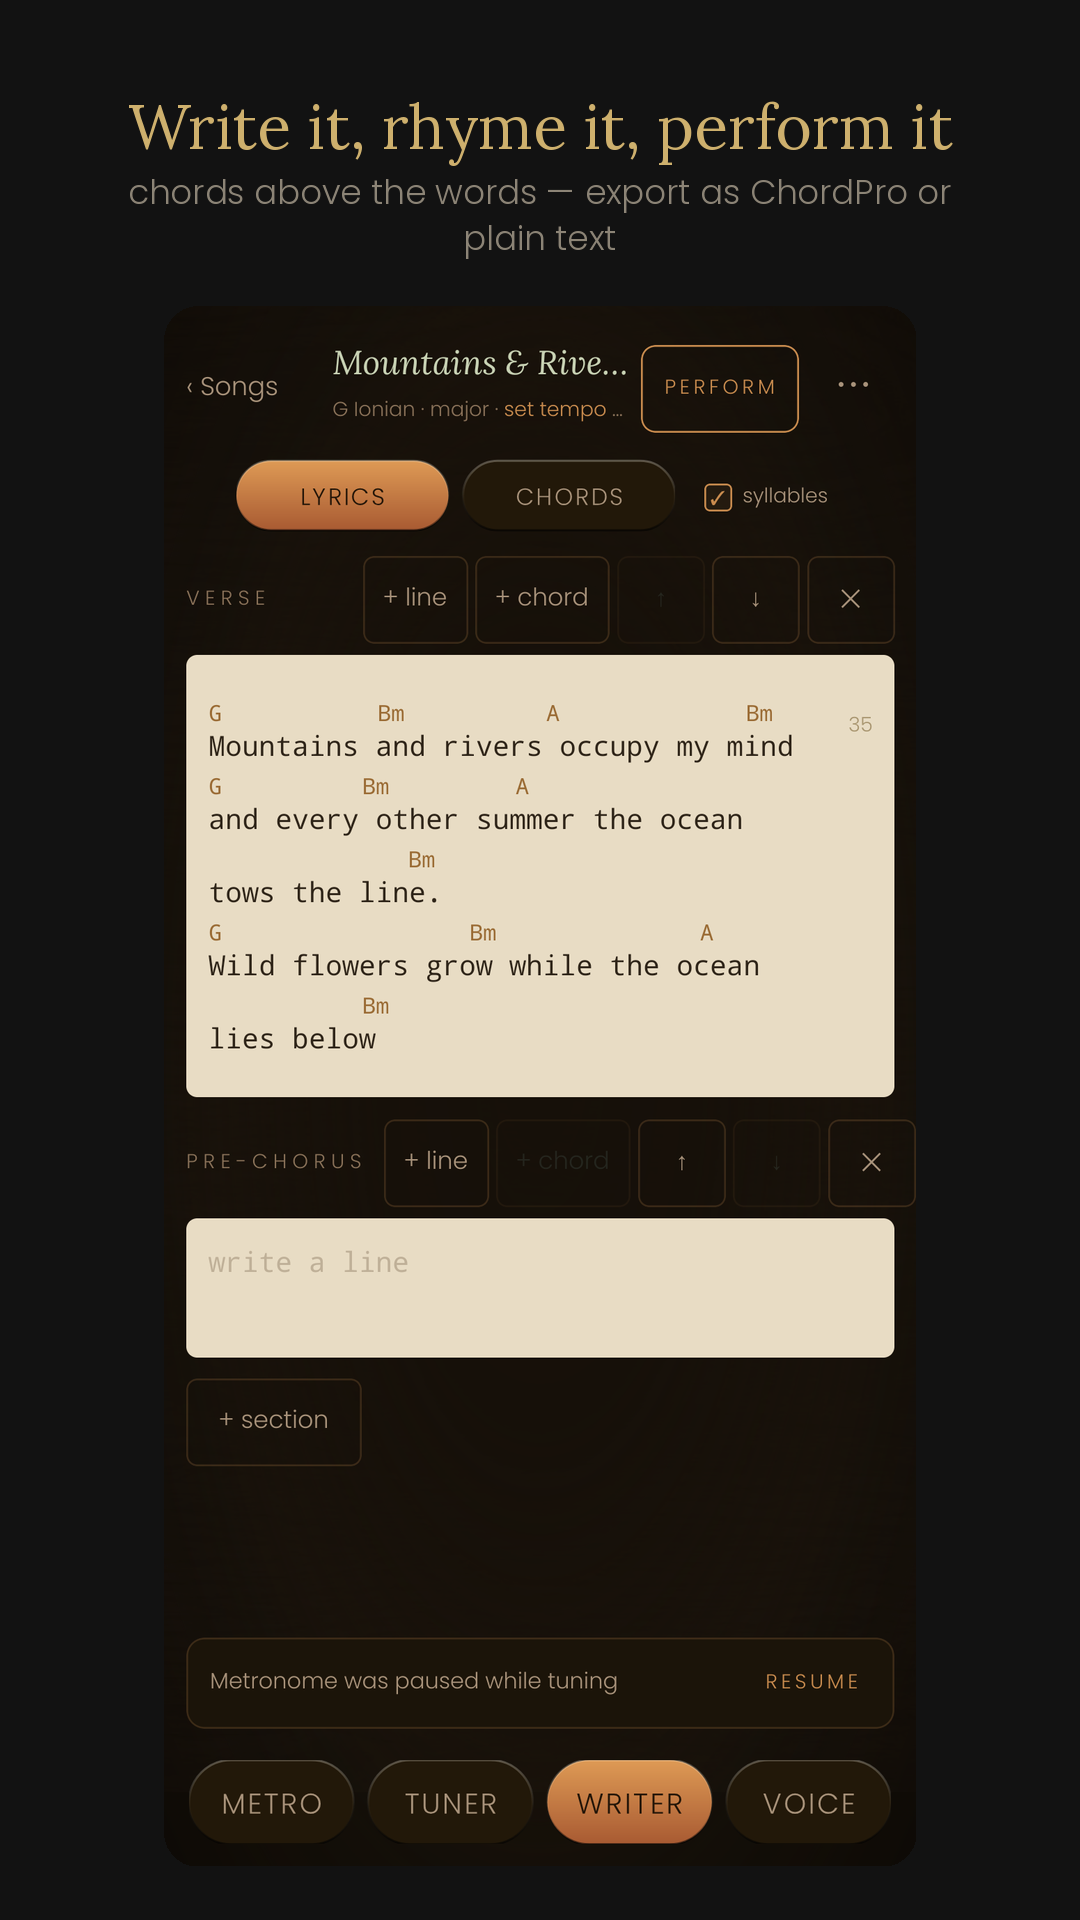 Write it, rhyme it, perform it
chords above the words — export as ChordPro or
plain text
‹ Songs
Mountains & Rive...
G Ionian · major · set tempo ...
PERFORM
...
LYRICS
CHORDS
✓ syllables
VERSE
+ line
+ chord
↑
↓
×
G Bm A Bm
35
Mountains and rivers occupy my mind
G Bm A
and every other summer the ocean
Bm
tows the line.
G Bm A
Wild flowers grow while the ocean
Bm
lies below
PRE-CHORUS
+ line
+ chord
↑
↓
×
write a line
+ section
Metronome was paused while tuning
RESUME
METRO
TUNER
WRITER
VOICE